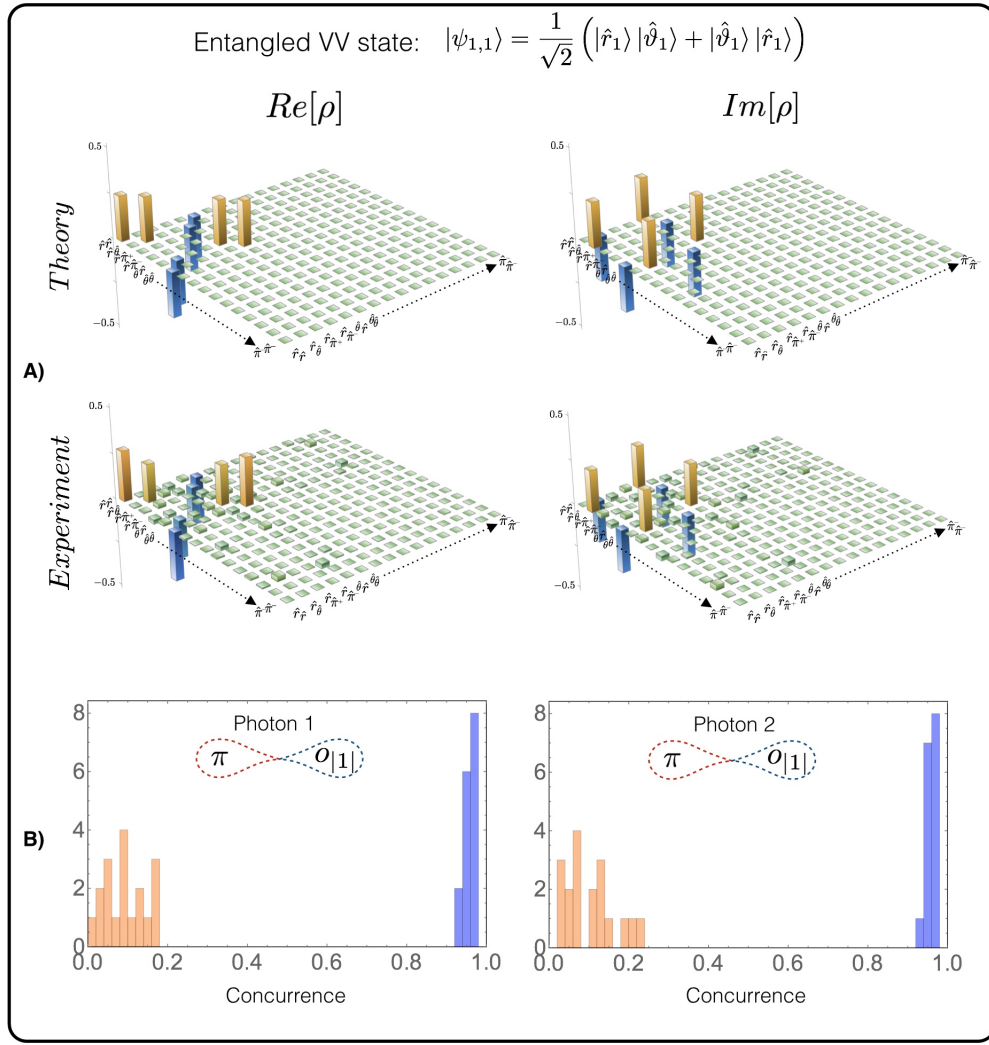 Entangled VV state: |ψ₁,₁⟩ = 1/√2 (|r̂₁⟩ |ϑ̂₁⟩ + |ϑ̂₁⟩ |r̂₁⟩)
Re[ρ] Im[ρ]
Theory
0.5
−0.5
r̂r̂ r̂θ̂ r̂π̂⁺ r̂π̂⁻ θ̂r̂ θ̂θ̂
π̂⁻π̂⁻
r̂r̂ r̂θ̂ r̂π̂⁺ r̂π̂⁻ θ̂r̂ θ̂θ̂
π̂⁻π̂⁻
0.5
−0.5
r̂r̂ r̂θ̂ r̂π̂⁺ r̂π̂⁻ θ̂r̂ θ̂θ̂
π̂⁻π̂⁻
r̂r̂ r̂θ̂ r̂π̂⁺ r̂π̂⁻ θ̂r̂ θ̂θ̂
π̂⁻π̂⁻
A)
Experiment
0.5
−0.5
r̂r̂ r̂θ̂ r̂π̂⁺ r̂π̂⁻ θ̂r̂ θ̂θ̂
π̂⁻π̂⁻
r̂r̂ r̂θ̂ r̂π̂⁺ r̂π̂⁻ θ̂r̂ θ̂θ̂
π̂⁻π̂⁻
0.5
−0.5
r̂r̂ r̂θ̂ r̂π̂⁺ r̂π̂⁻ θ̂r̂ θ̂θ̂
π̂⁻π̂⁻
r̂r̂ r̂θ̂ r̂π̂⁺ r̂π̂⁻ θ̂r̂ θ̂θ̂
π̂⁻π̂⁻
B)
Photon 1
π o|1|
8
6
4
2
0
0.0 0.2 0.4 0.6 0.8 1.0
Concurrence
Photon 2
π o|1|
8
6
4
2
0
0.0 0.2 0.4 0.6 0.8 1.0
Concurrence